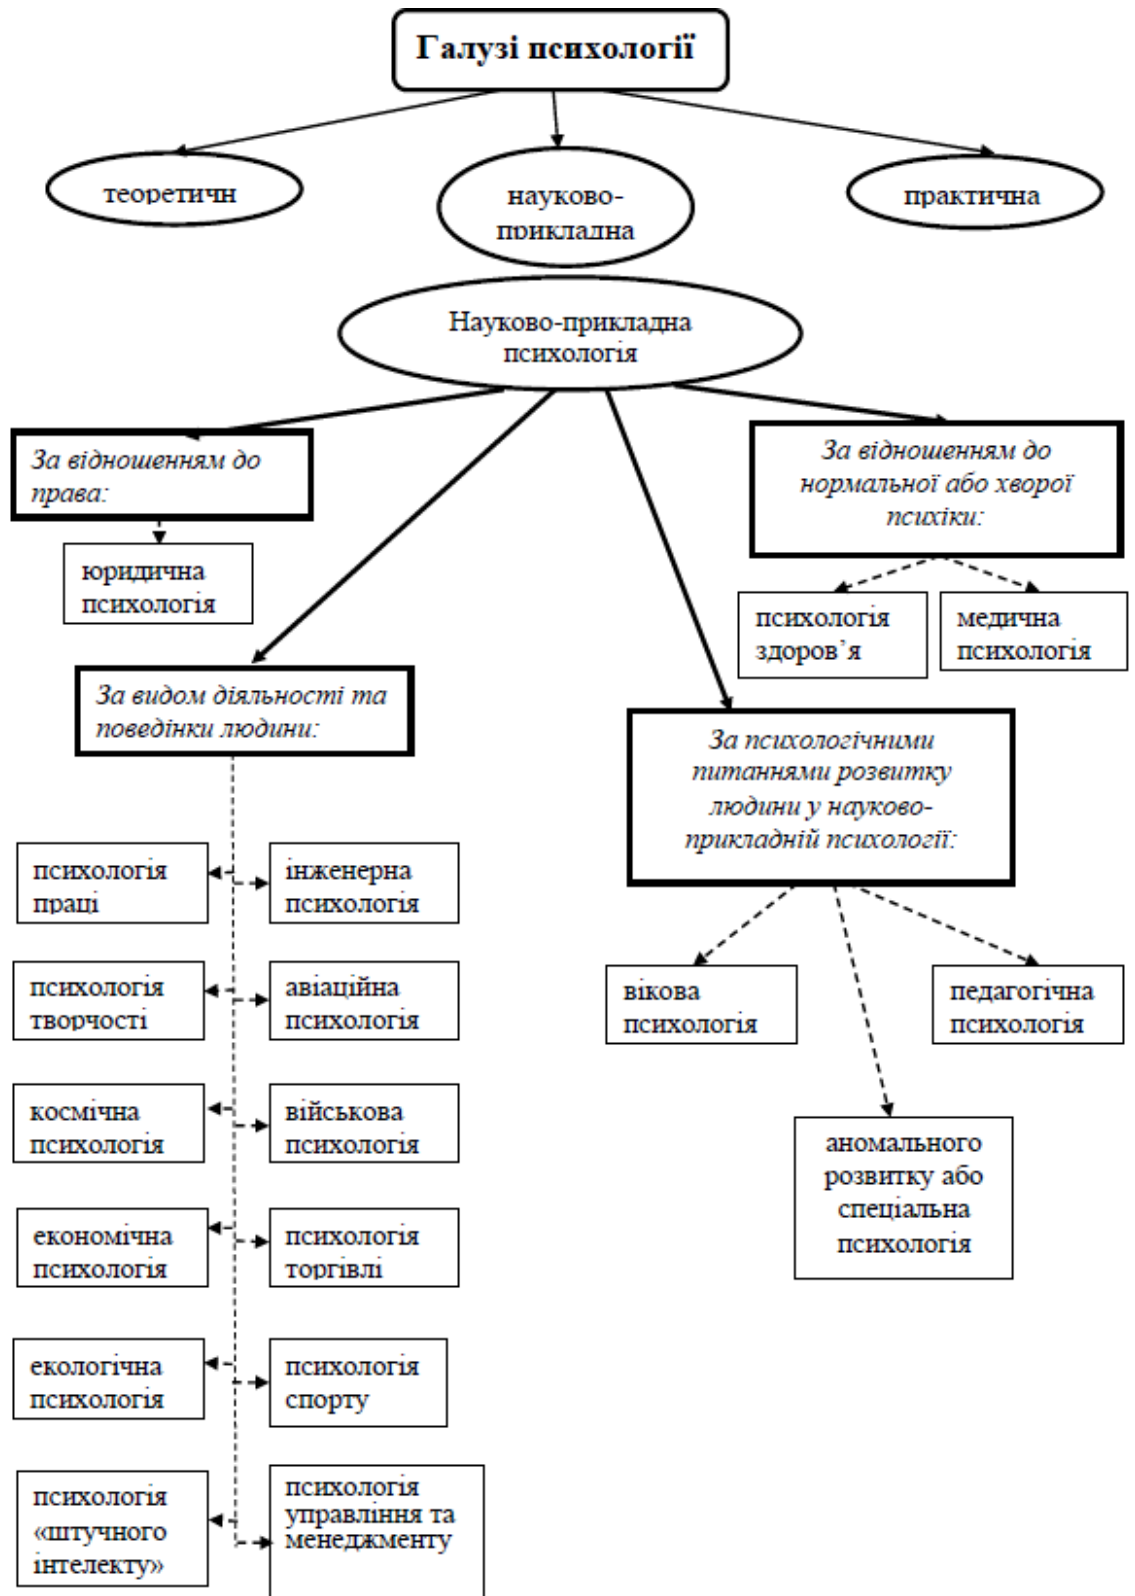 Галузі психології
теоретичн
науково-
прикладна
практична
Науково-прикладна
психологія
За відношенням до
права:
юридична
психологія
За відношенням до
нормальної або хворої
психіки:
психологія
здоров’я
медична
психологія
За видом діяльності та
поведінки людини:
За психологічними
питаннями розвитку
людини у науково-
прикладній психології:
психологія
праці
інженерна
психологія
психологія
творчості
авіаційна
психологія
вікова
психологія
педагогічна
психологія
космічна
психологія
військова
психологія
аномального
розвитку або
спеціальна
психологія
економічна
психологія
психологія
торгівлі
екологічна
психологія
психологія
спорту
психологія
«штучного
інтелекту»
психологія
управління та
менеджменту